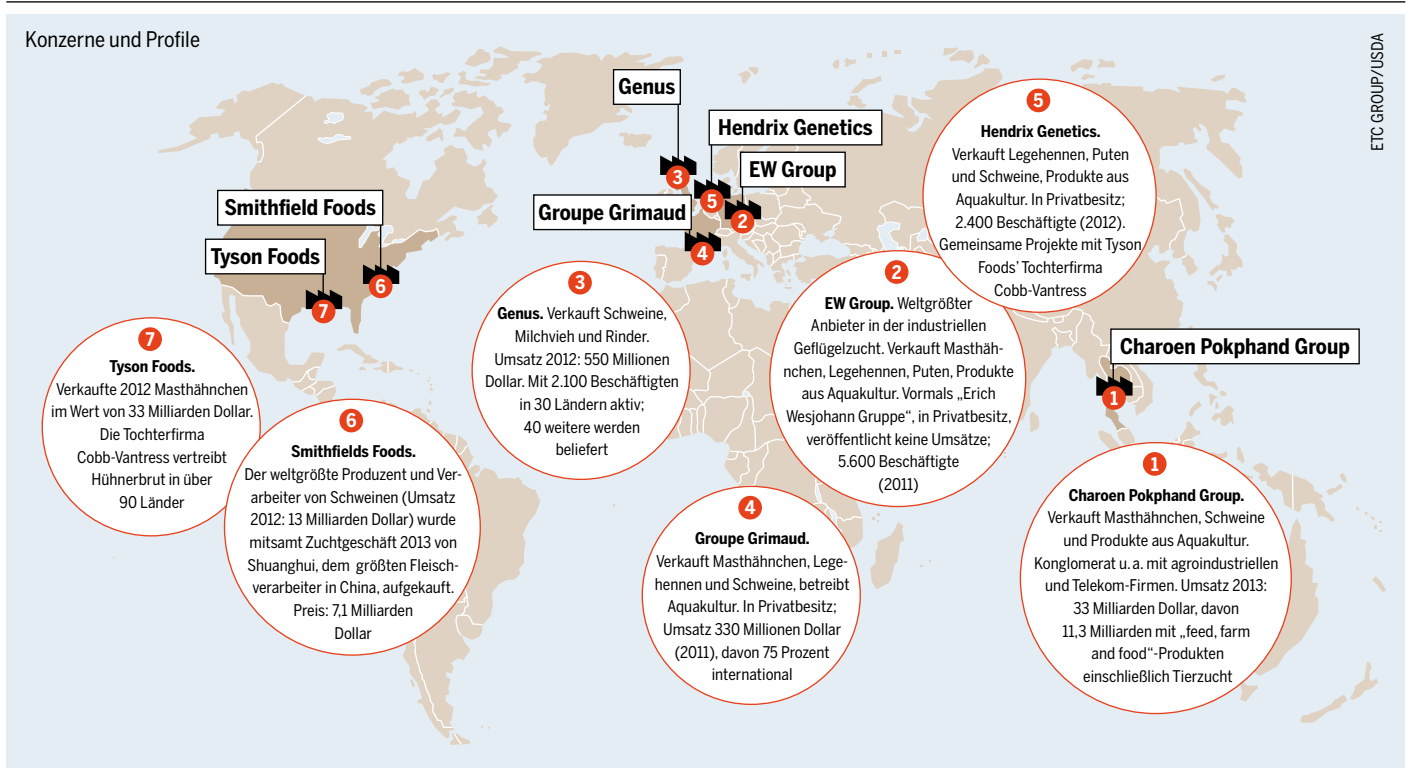 Konzerne und Profile
ETC GROUP/USDA
Genus
Hendrix Genetics
EW Group
Groupe Grimaud
Smithfield Foods
Tyson Foods
Charoen Pokphand Group
3
5
2
4
6
7
1
5
Hendrix Genetics.
Verkauft Legehennen, Puten
und Schweine, Produkte aus
Aquakultur. In Privatbesitz;
2.400 Beschäftigte (2012).
Gemeinsame Projekte mit Tyson
Foods’ Tochterfirma
Cobb-Vantress
3
Genus. Verkauft Schweine,
Milchvieh und Rinder.
Umsatz 2012: 550 Millionen
Dollar. Mit 2.100 Beschäftigten
in 30 Ländern aktiv;
40 weitere werden
beliefert
2
EW Group. Weltgrößter
Anbieter in der industriellen
Geflügelzucht. Verkauft Masthäh-
nchen, Legehennen, Puten, Produkte
aus Aquakultur. Vormals „Erich
Wesjohann Gruppe“, in Privatbesitz,
veröffentlicht keine Umsätze;
5.600 Beschäftigte
(2011)
7
Tyson Foods.
Verkaufte 2012 Masthähnchen
im Wert von 33 Milliarden Dollar.
Die Tochterfirma
Cobb-Vantress vertreibt
Hühnerbrut in über
90 Länder
6
Smithfields Foods.
Der weltgrößte Produzent und Ver-
arbeiter von Schweinen (Umsatz
2012: 13 Milliarden Dollar) wurde
mitsamt Zuchtgeschäft 2013 von
Shuanghui, dem größten Fleisch-
verarbeiter in China, aufgekauft.
Preis: 7,1 Milliarden
Dollar
4
Groupe Grimaud.
Verkauft Masthähnchen, Lege-
hennen und Schweine, betreibt
Aquakultur. In Privatbesitz;
Umsatz 330 Millionen Dollar
(2011), davon 75 Prozent
international
1
Charoen Pokphand Group.
Verkauft Masthähnchen, Schweine
und Produkte aus Aquakultur.
Konglomerat u. a. mit agroindustriellen
und Telekom-Firmen. Umsatz 2013:
33 Milliarden Dollar, davon
11,3 Milliarden mit „feed, farm
and food“-Produkten
einschließlich Tierzucht